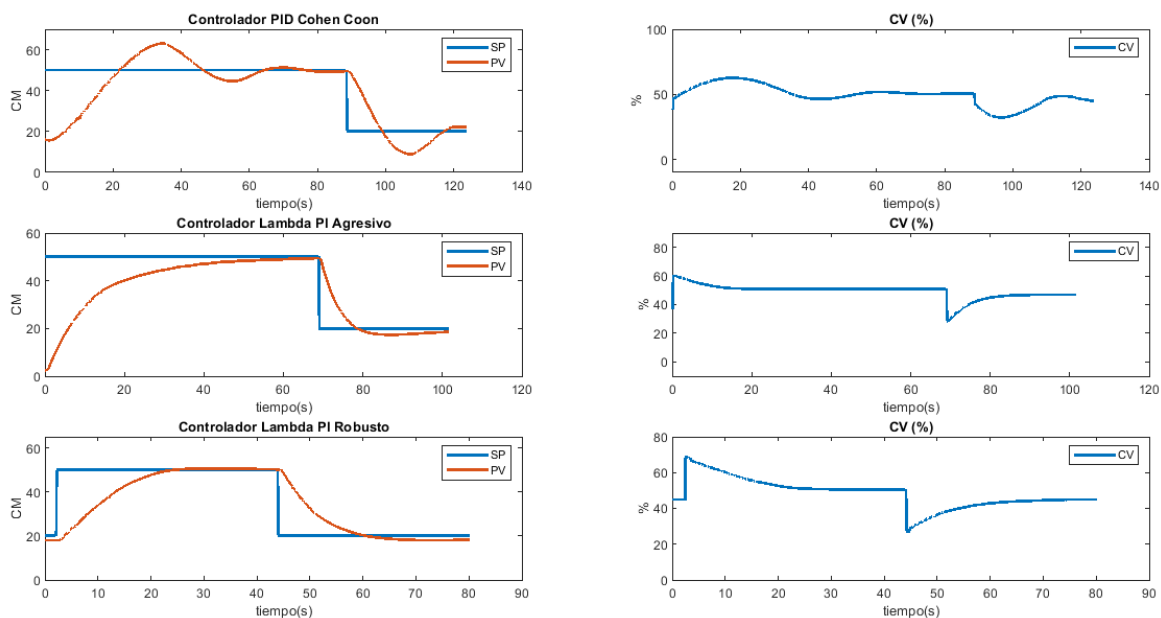 Controlador PID Cohen Coon
CM
60
40
20
0
SP
PV
0 20 40 60 80 100 120 140
tiempo(s)
CV (%)
%
100
50
0
CV
0 20 40 60 80 100 120 140
tiempo(s)
Controlador Lambda PI Agresivo
CM
60
40
20
0
SP
PV
0 20 40 60 80 100 120
tiempo(s)
CV (%)
%
80
60
40
20
0
CV
0 20 40 60 80 100 120
tiempo(s)
Controlador Lambda PI Robusto
CM
60
40
20
0
SP
PV
0 10 20 30 40 50 60 70 80 90
tiempo(s)
CV (%)
%
80
60
40
20
0
CV
0 10 20 30 40 50 60 70 80 90
tiempo(s)